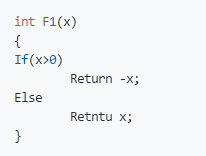 int F1(x)
{
If(x>0)
Return -x;
Else
Retntu x;
}